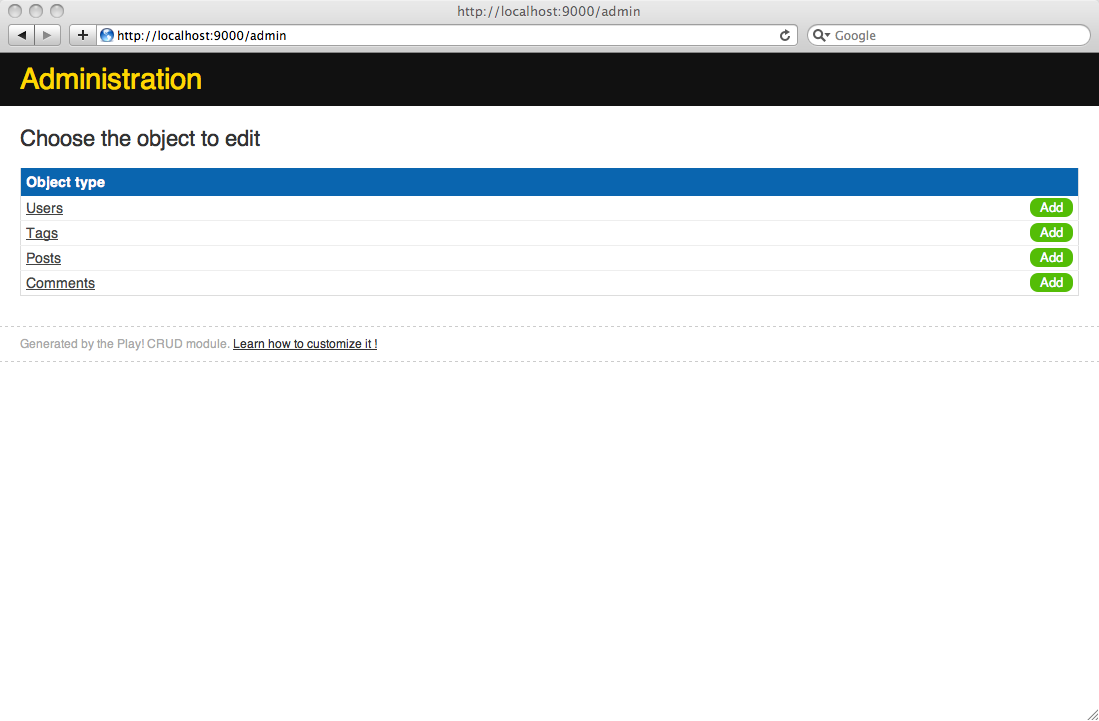 http://localhost:9000/admin
http://localhost:9000/admin
Google
Administration
Choose the object to edit
Object type
Users Add
Tags Add
Posts Add
Comments Add
Generated by the Play! CRUD module. Learn how to customize it !